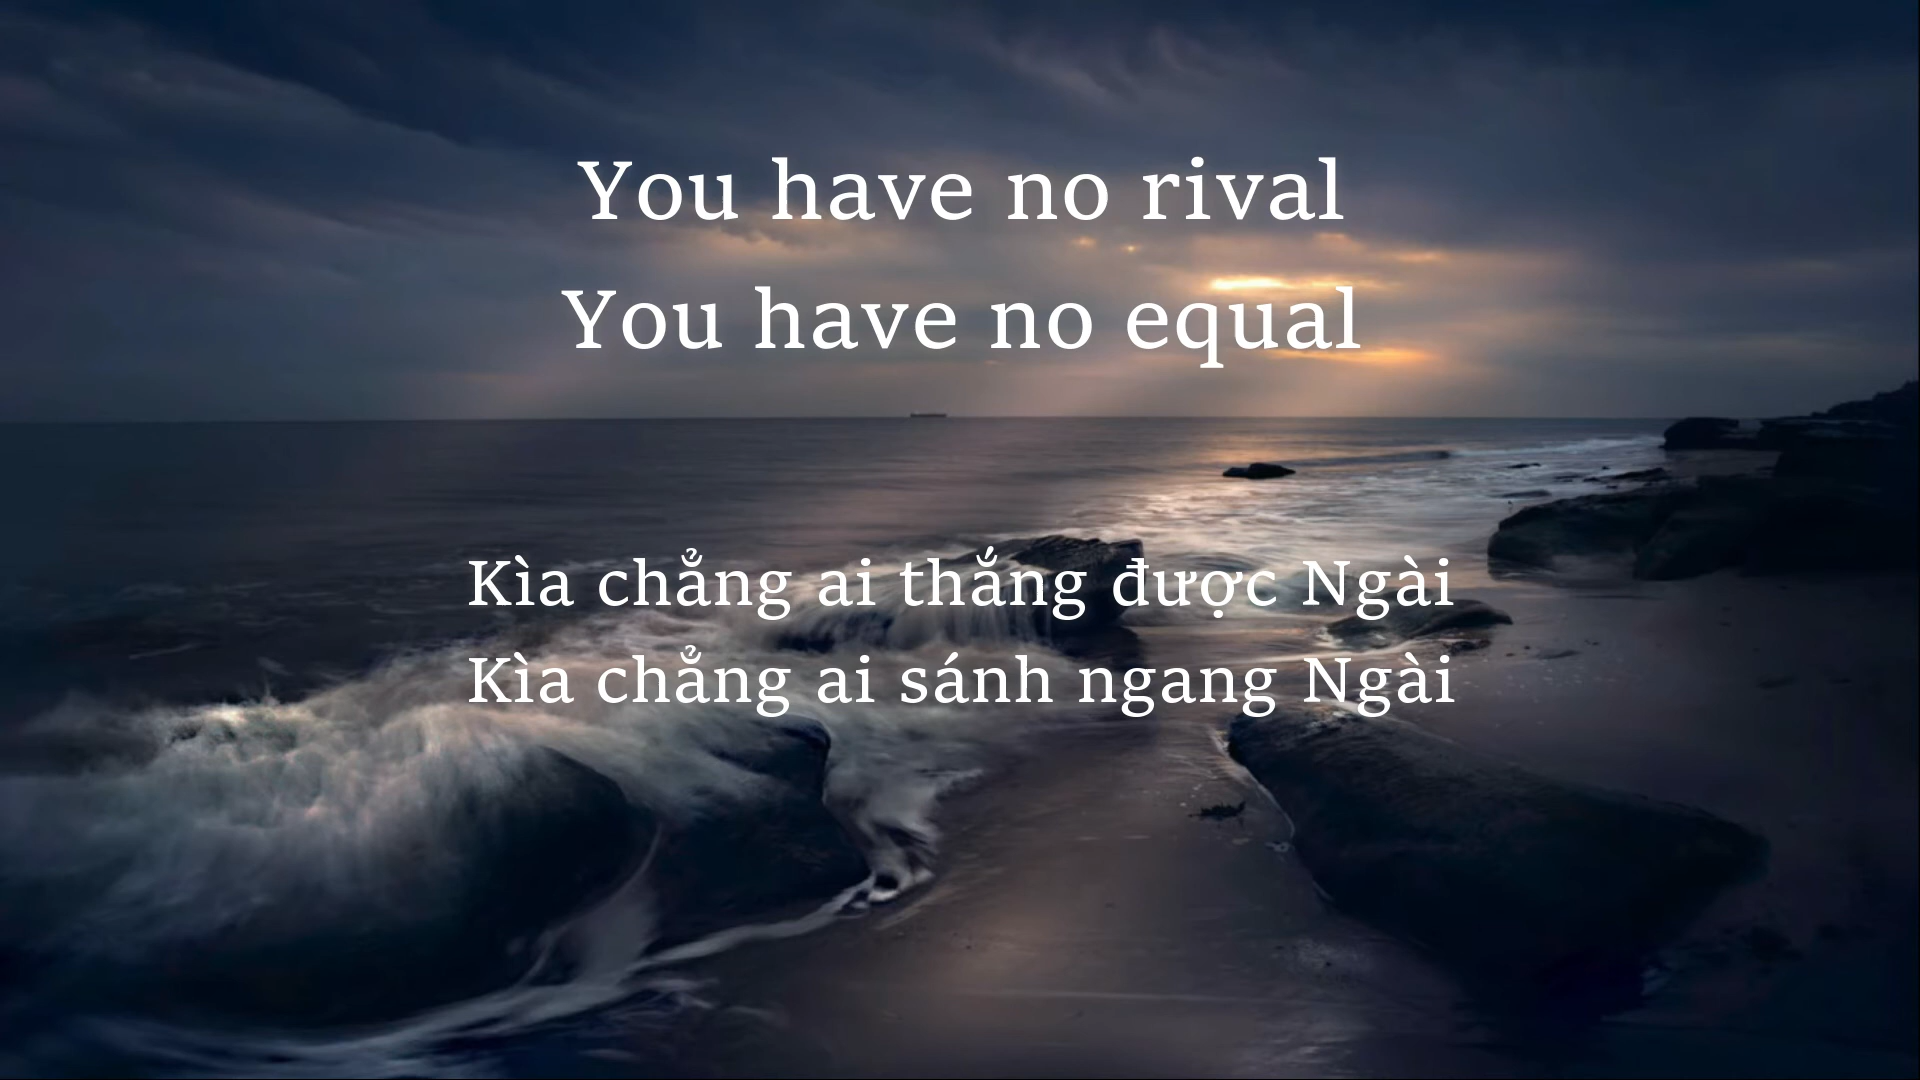 You have no rival
You have no equal
Kìa chẳng ai thắng được Ngài
Kìa chẳng ai sánh ngang Ngài